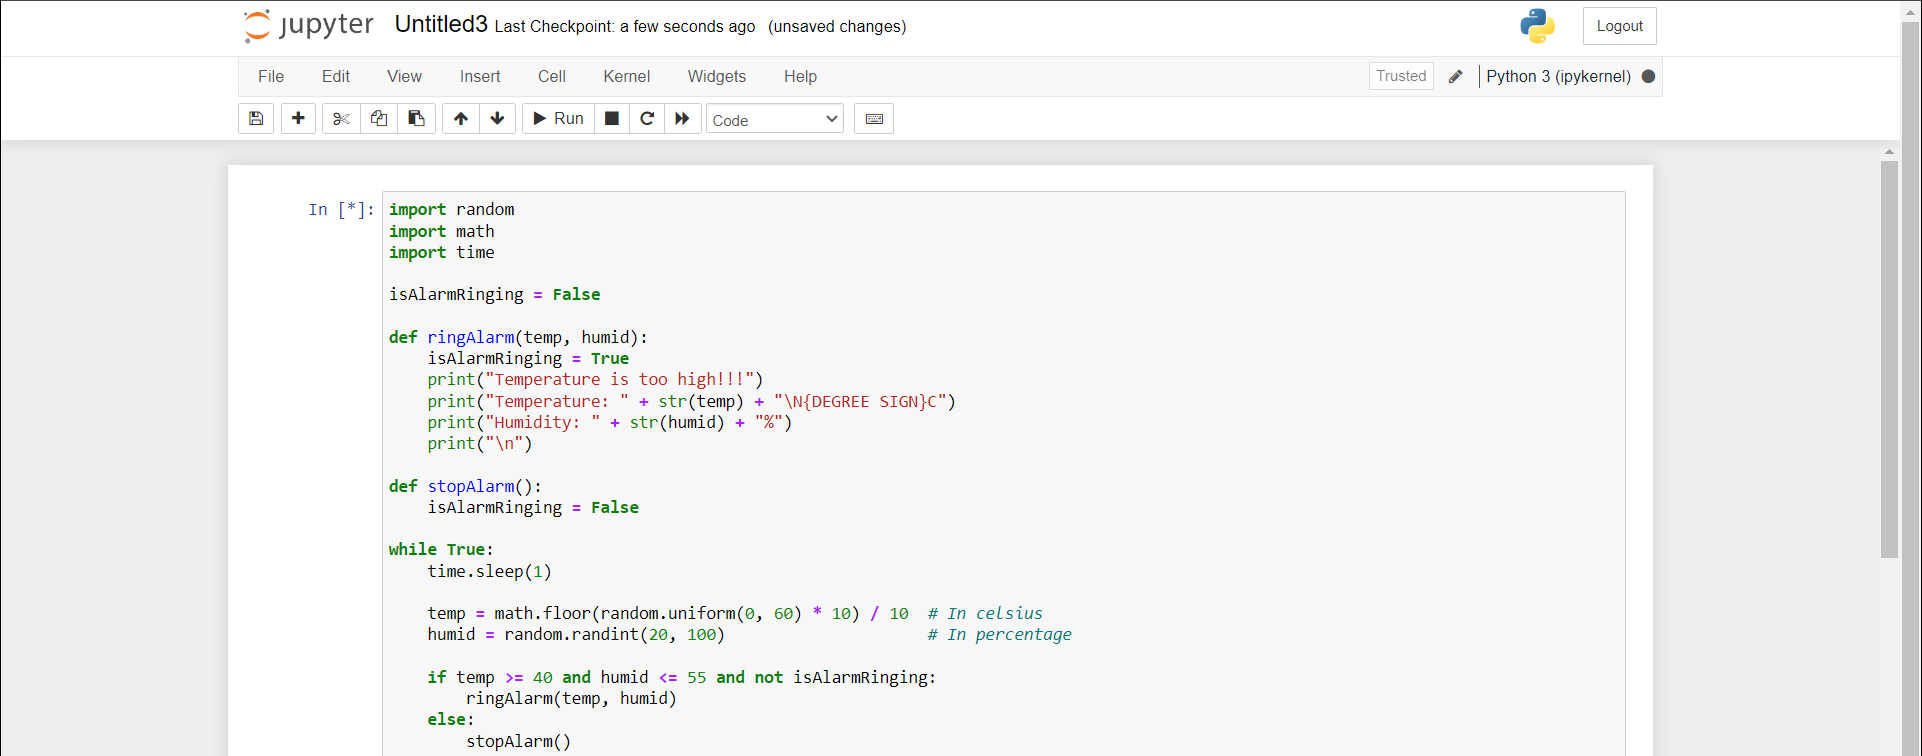 jupyter Untitled3 Last Checkpoint: a few seconds ago (unsaved changes) Logout
File Edit View Insert Cell Kernel Widgets Help Trusted Python 3 (ipykernel)
Run Code
In [*]:
import random
import math
import time
isAlarmRinging = False
def ringAlarm(temp, humid):
    isAlarmRinging = True
    print("Temperature is too high!!!")
    print("Temperature: " + str(temp) + "\N{DEGREE SIGN}C")
    print("Humidity: " + str(humid) + "%")
    print("\n")
def stopAlarm():
    isAlarmRinging = False
while True:
    time.sleep(1)
    temp = math.floor(random.uniform(0, 60) * 10) / 10  # In celsius
    humid = random.randint(20, 100)                     # In percentage
    if temp >= 40 and humid <= 55 and not isAlarmRinging:
        ringAlarm(temp, humid)
    else:
        stopAlarm()